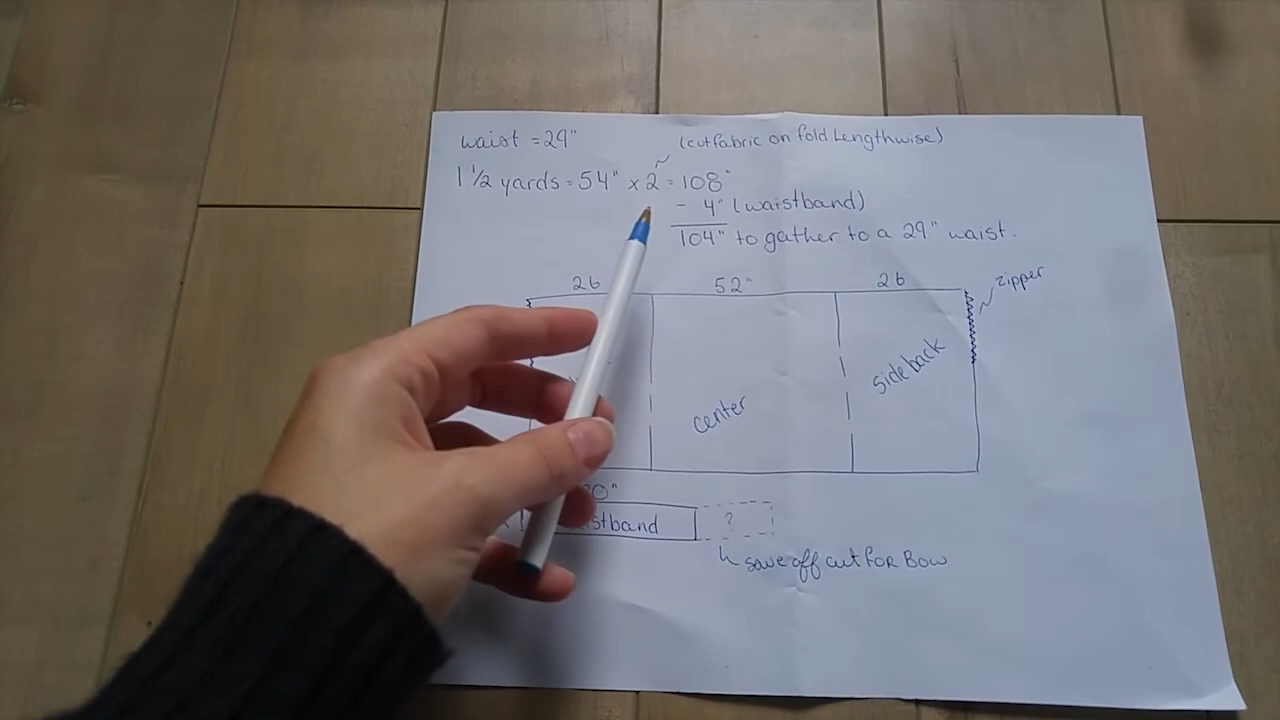 waist = 29"
(cut fabric on fold Lengthwise)
1 1/2 yards = 54" x 2 = 108"
- 4" (waistband)
104" to gather to a 29" waist.
26 52" 26
zipper
side back
center
0"
stband
?
save off cut for Bow